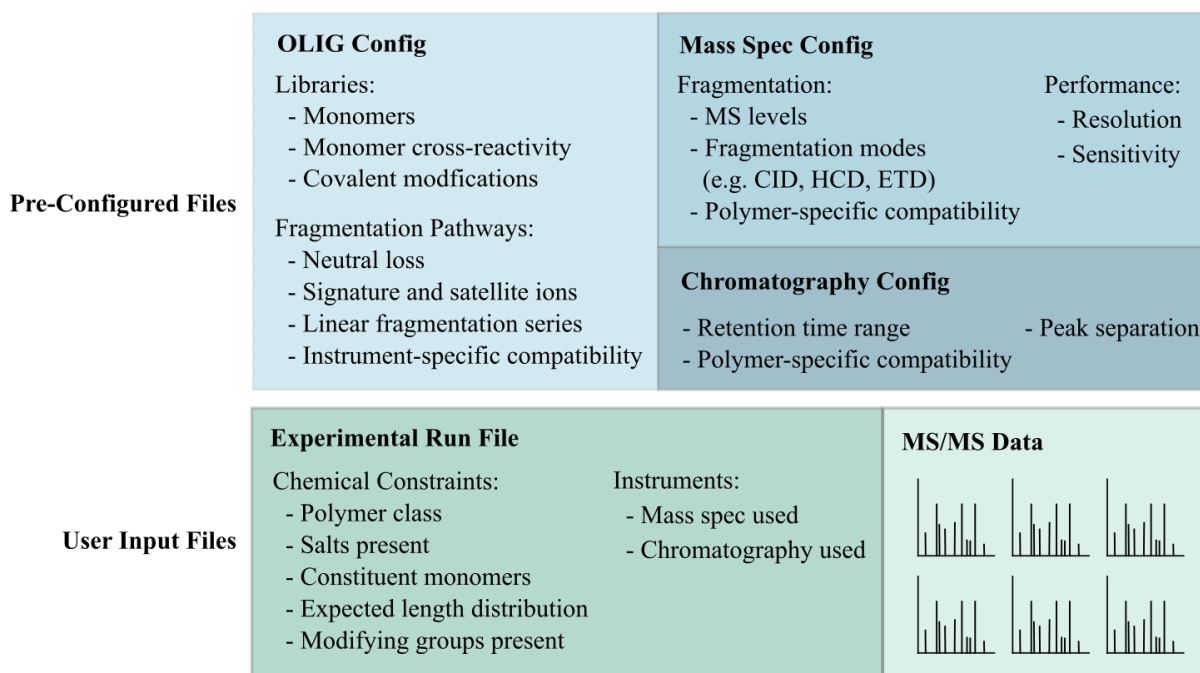 Pre-Configured Files
OLIG Config
Libraries:
- Monomers
- Monomer cross-reactivity
- Covalent modfications
Fragmentation Pathways:
- Neutral loss
- Signature and satellite ions
- Linear fragmentation series
- Instrument-specific compatibility
Mass Spec Config
Fragmentation:
- MS levels
- Fragmentation modes
(e.g. CID, HCD, ETD)
- Polymer-specific compatibility
Performance:
- Resolution
- Sensitivity
Chromatography Config
- Retention time range
- Polymer-specific compatibility
- Peak separation
User Input Files
Experimental Run File
Chemical Constraints:
- Polymer class
- Salts present
- Constituent monomers
- Expected length distribution
- Modifying groups present
Instruments:
- Mass spec used
- Chromatography used
MS/MS Data